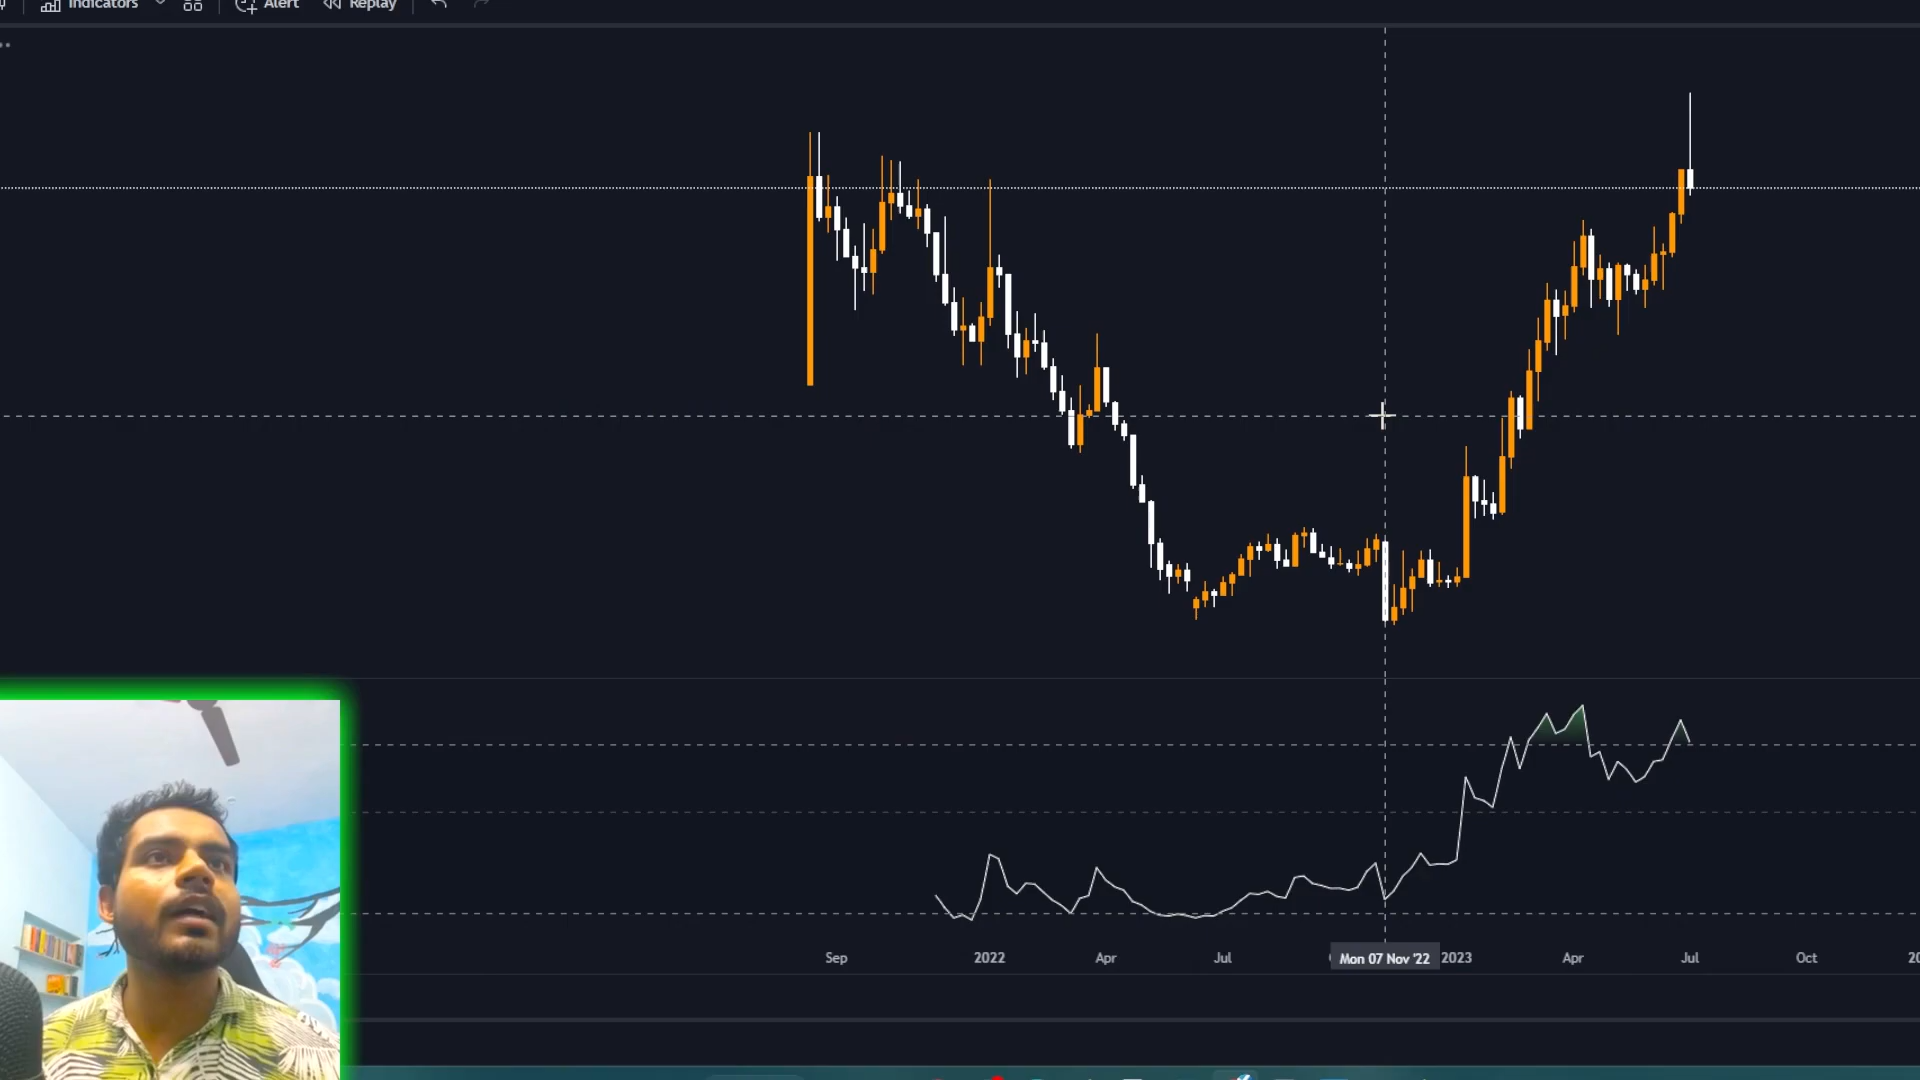 Indicators Alert Replay
Sep 2022 Apr Jul Mon 07 Nov '22 2023 Apr Jul Oct